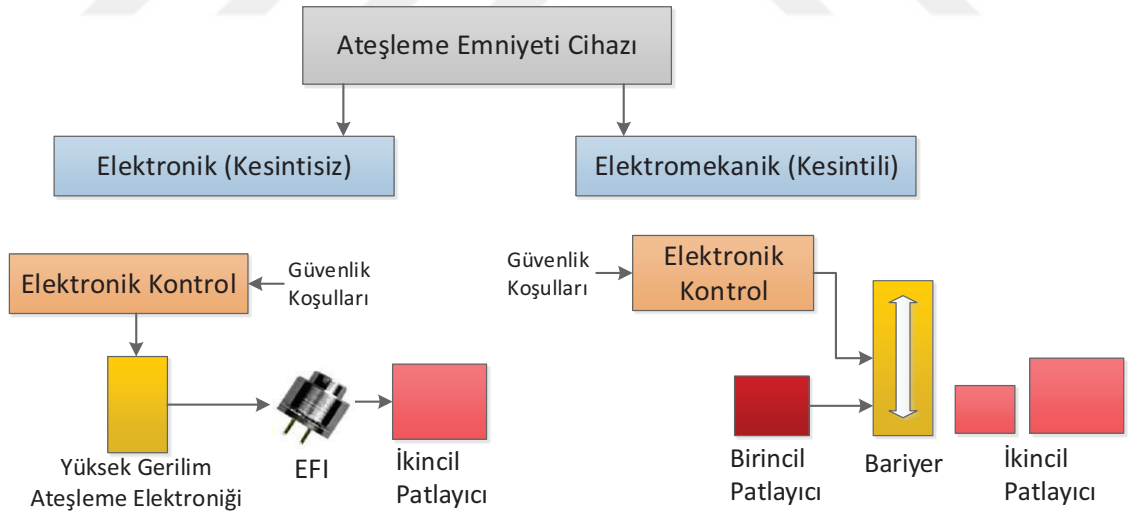 Ateşleme Emniyeti Cihazı
Elektronik (Kesintisiz)
Elektromekanik (Kesintili)
Elektronik Kontrol
Güvenlik
Koşulları
Yüksek Gerilim
Ateşleme Elektroniği
EFI
İkincil
Patlayıcı
Güvenlik
Koşulları
Elektronik
Kontrol
Birincil
Patlayıcı
Bariyer
İkincil
Patlayıcı